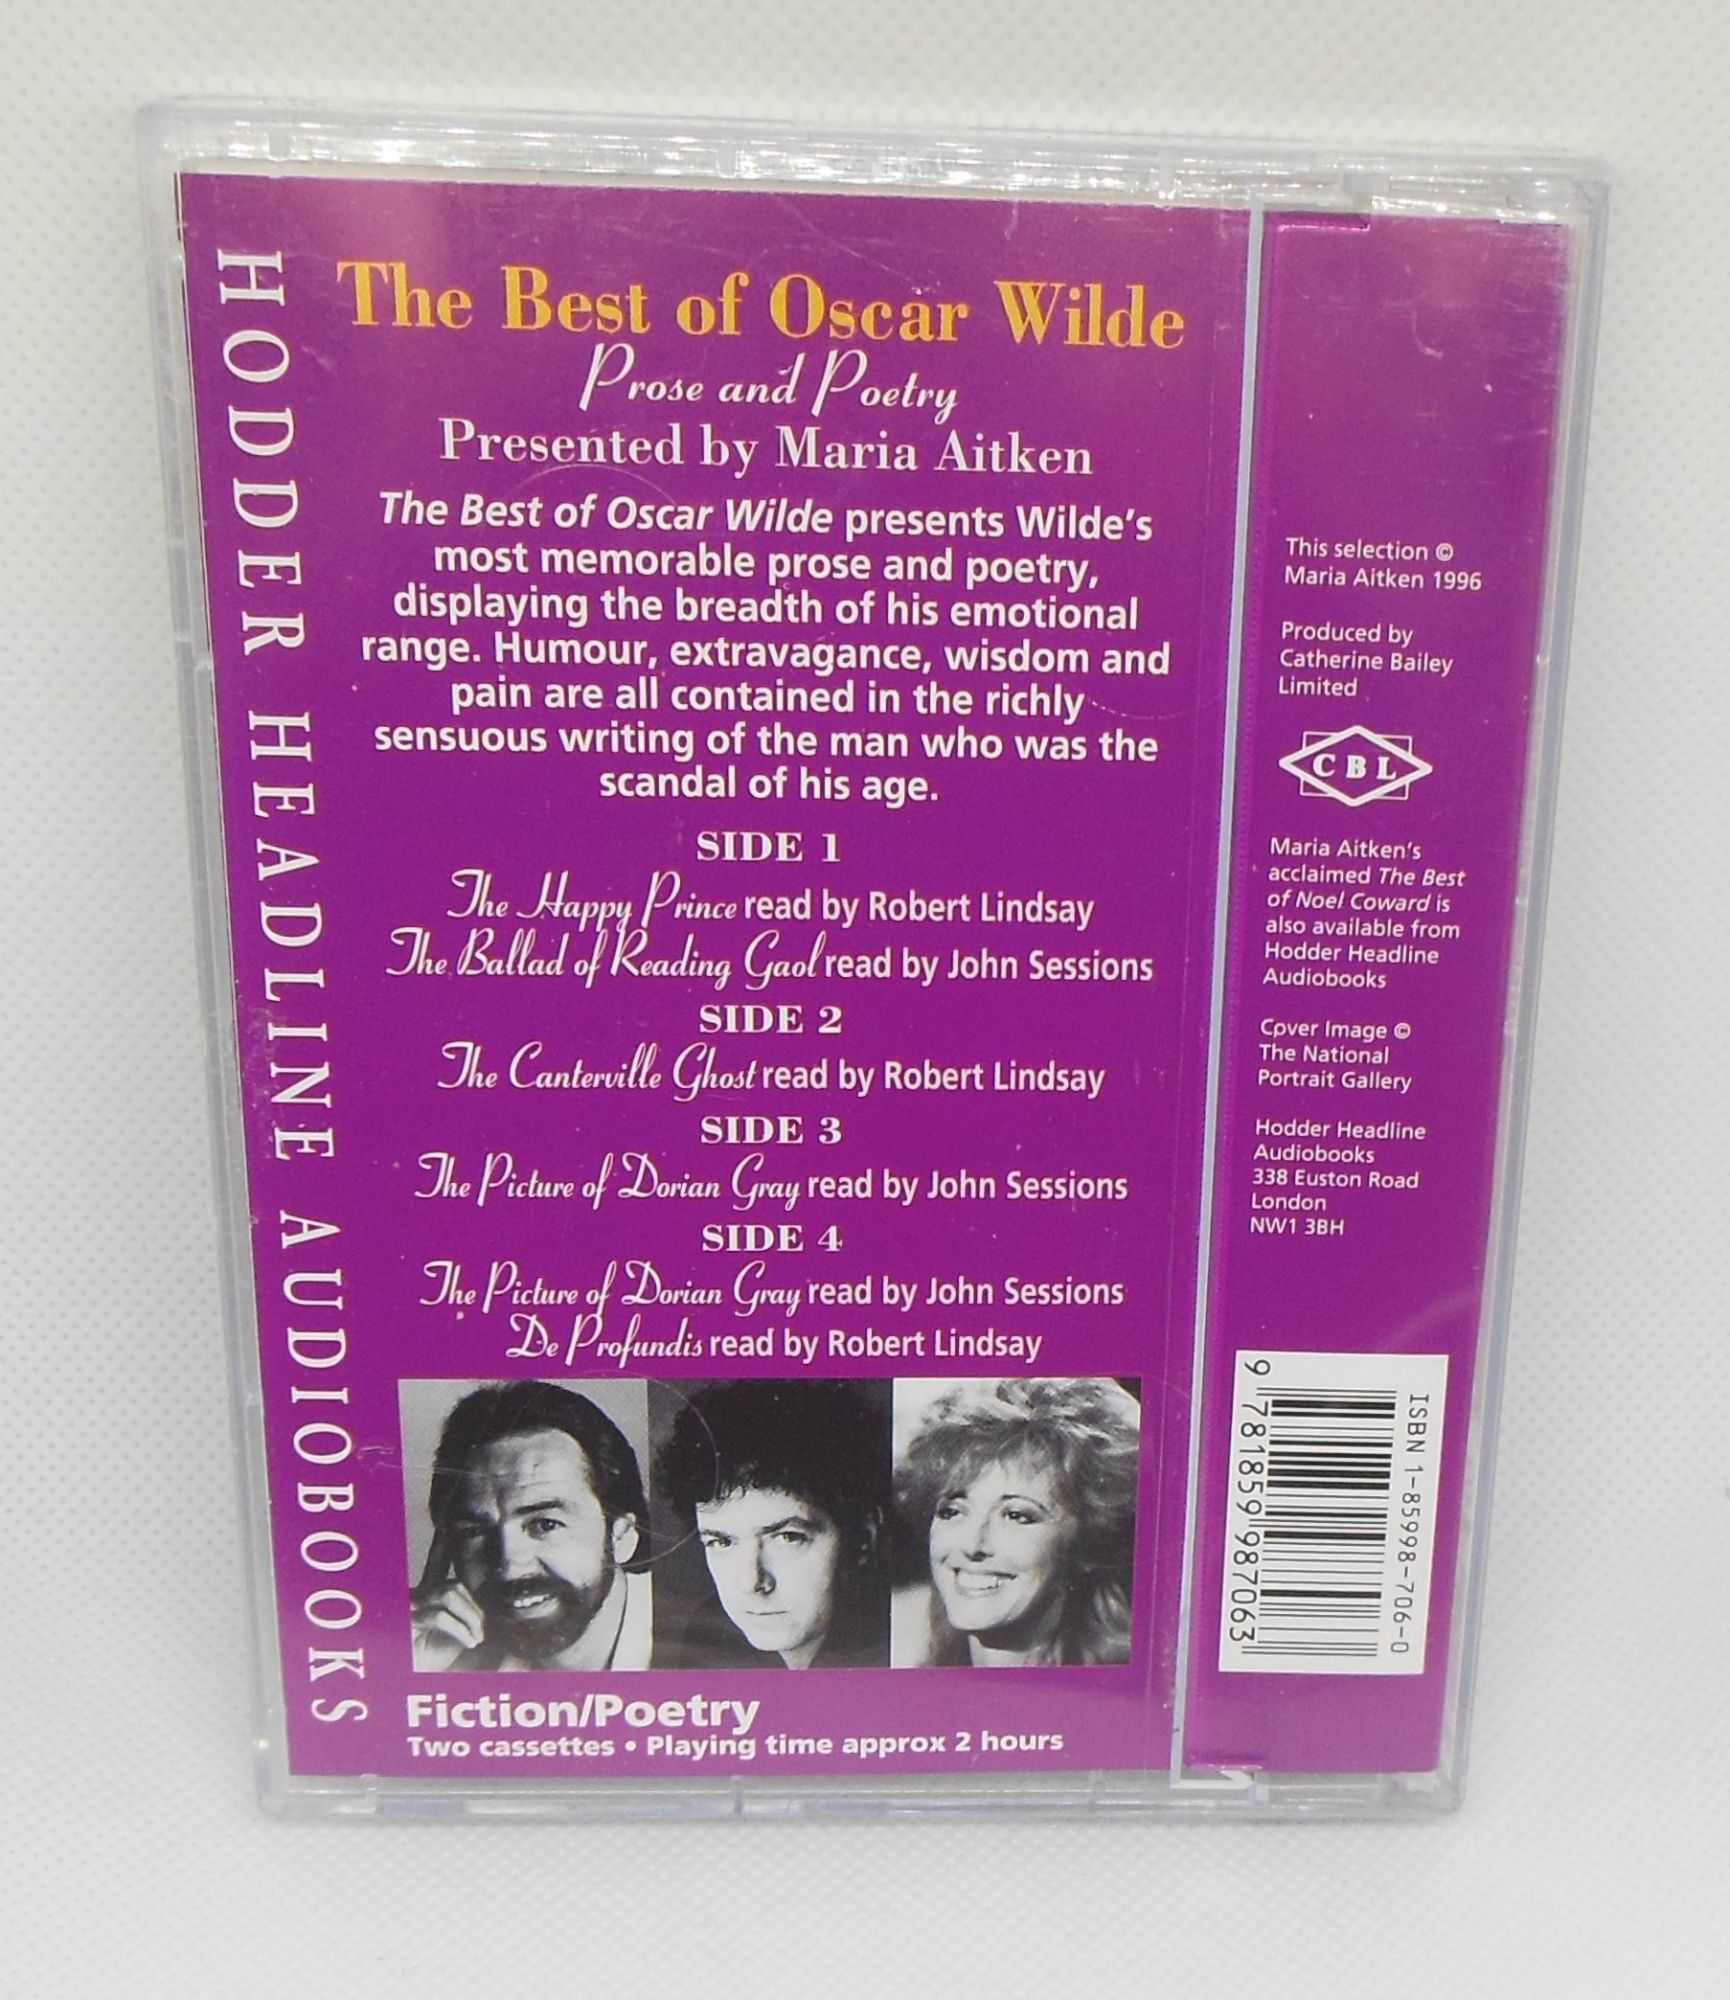 HODDER HEADLINE AUDIOBOOKS
The Best of Oscar Wilde
Prose and Poetry
Presented by Maria Aitken
The Best of Oscar Wilde presents Wilde's
most memorable prose and poetry,
displaying the breadth of his emotional
range. Humour, extravagance, wisdom and
pain are all contained in the richly
sensuous writing of the man who was the
scandal of his age.
SIDE 1
The Happy Prince read by Robert Lindsay
The Ballad of Reading Gaol read by John Sessions
SIDE 2
The Canterville Ghost read by Robert Lindsay
SIDE 3
The Picture of Dorian Gray read by John Sessions
SIDE 4
The Picture of Dorian Gray read by John Sessions
De Profundis read by Robert Lindsay
Fiction/Poetry
Two cassettes • Playing time approx 2 hours
This selection ©
Maria Aitken 1996
Produced by
Catherine Bailey
Limited
CBL
Maria Aitken's
acclaimed The Best
of Noel Coward is
also available from
Hodder Headline
Audiobooks
Cover Image ©
The National
Portrait Gallery
Hodder Headline
Audiobooks
338 Euston Road
London
NW1 3BH
ISBN 1-85998-706-0
9 781859 987063